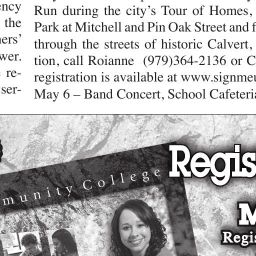 ency
the
ners'
wer.
re-
ser-
Run during the city's Tour of Homes,
Park at Mitchell and Pin Oak Street and f
through the streets of historic Calvert,
tion, call Roianne (979)364-2136 or C
registration is available at www.signmeu
May 6 – Band Concert, School Cafeteria
munity College
Regis
M
Regis